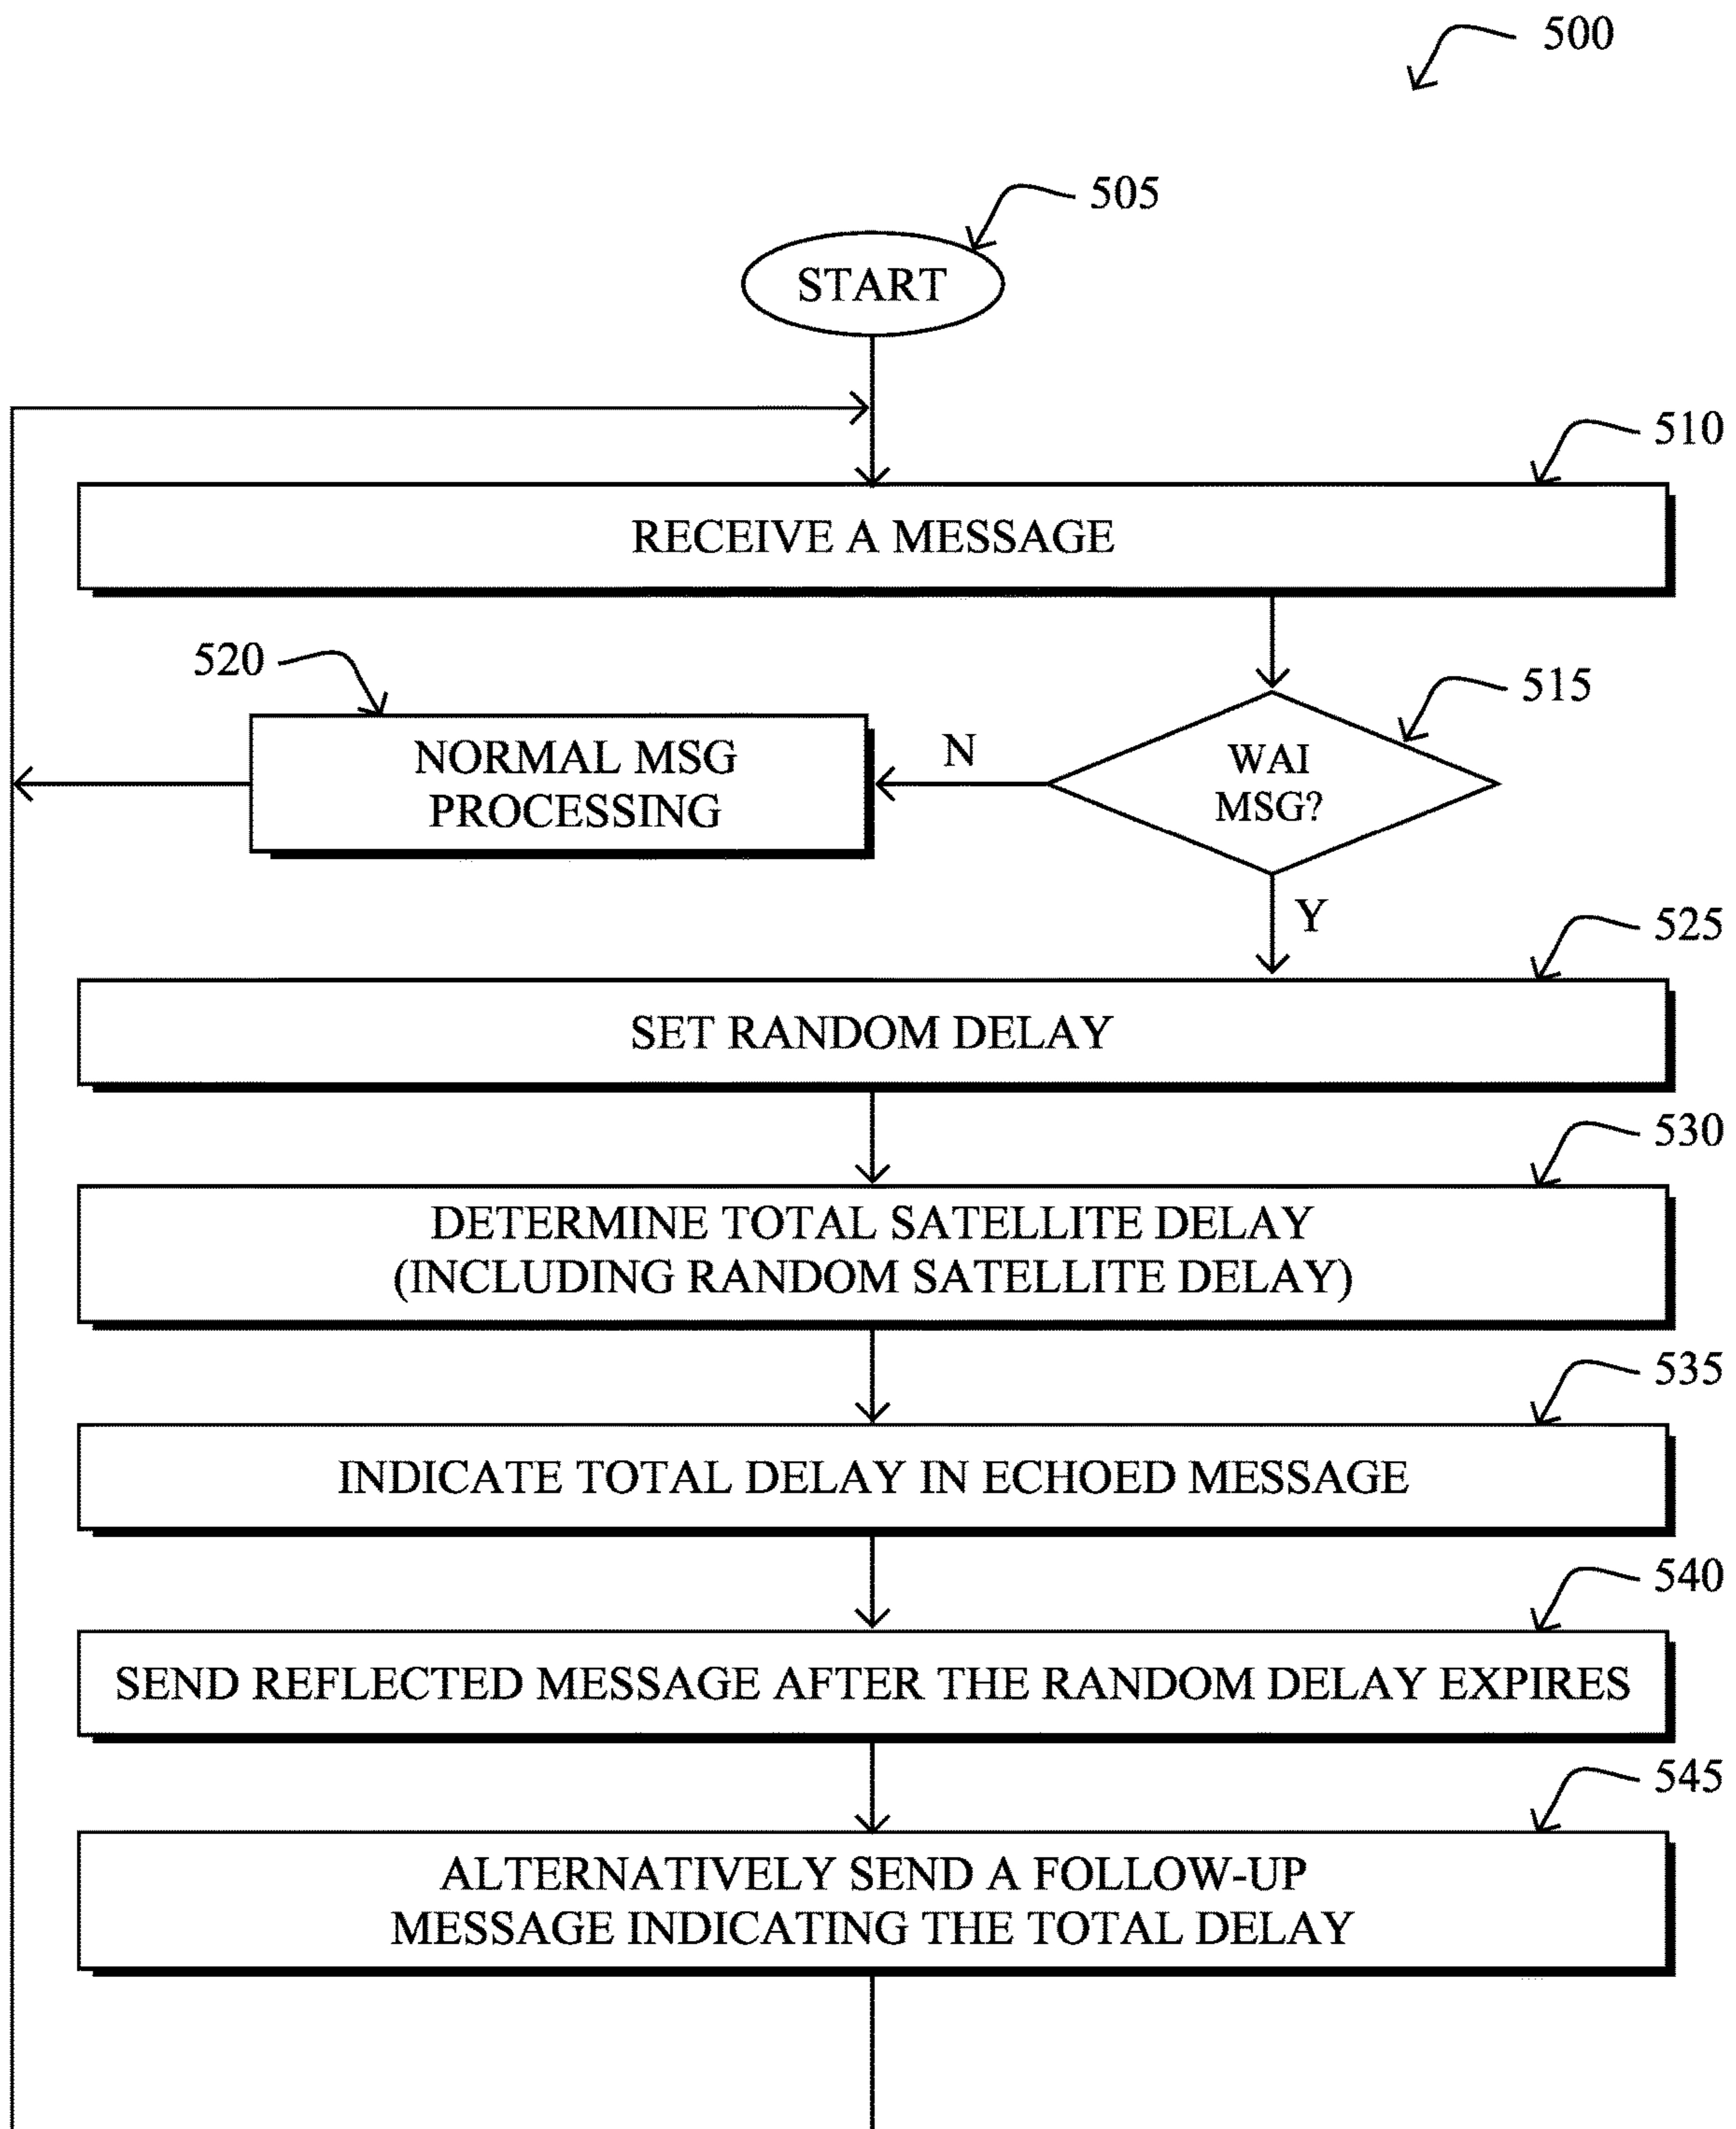 500
505
START
510
RECEIVE A MESSAGE
520
515
NORMAL MSG
PROCESSING
N
WAI
MSG?
Y
525
SET RANDOM DELAY
530
DETERMINE TOTAL SATELLITE DELAY
(INCLUDING RANDOM SATELLITE DELAY)
535
INDICATE TOTAL DELAY IN ECHOED MESSAGE
540
SEND REFLECTED MESSAGE AFTER THE RANDOM DELAY EXPIRES
545
ALTERNATIVELY SEND A FOLLOW-UP
MESSAGE INDICATING THE TOTAL DELAY